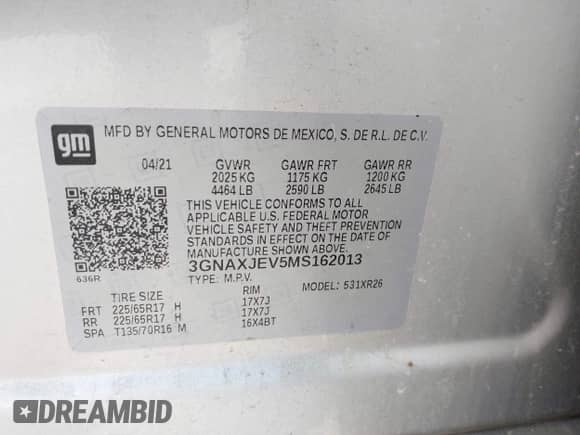 gm
MFD BY GENERAL MOTORS DE MEXICO, S. DE R.L. DE C.V.
04/21 GVWR GAWR FRT GAWR RR
2025 KG 1175 KG 1200 KG
4464 LB 2590 LB 2645 LB
THIS VEHICLE CONFORMS TO ALL
APPLICABLE U.S. FEDERAL MOTOR
VEHICLE SAFETY AND THEFT PREVENTION
STANDARDS IN EFFECT ON THE DATE OF
MANUFACTURE SHOWN ABOVE.
3GNAXJEV5MS162013
636R
TYPE: M.P.V. MODEL: 531XR26
TIRE SIZE RIM
FRT 225/65R17 H 17X7J
RR 225/65R17 H 17X7J
SPA T135/70R16 M 16X4BT
#DREAMBID